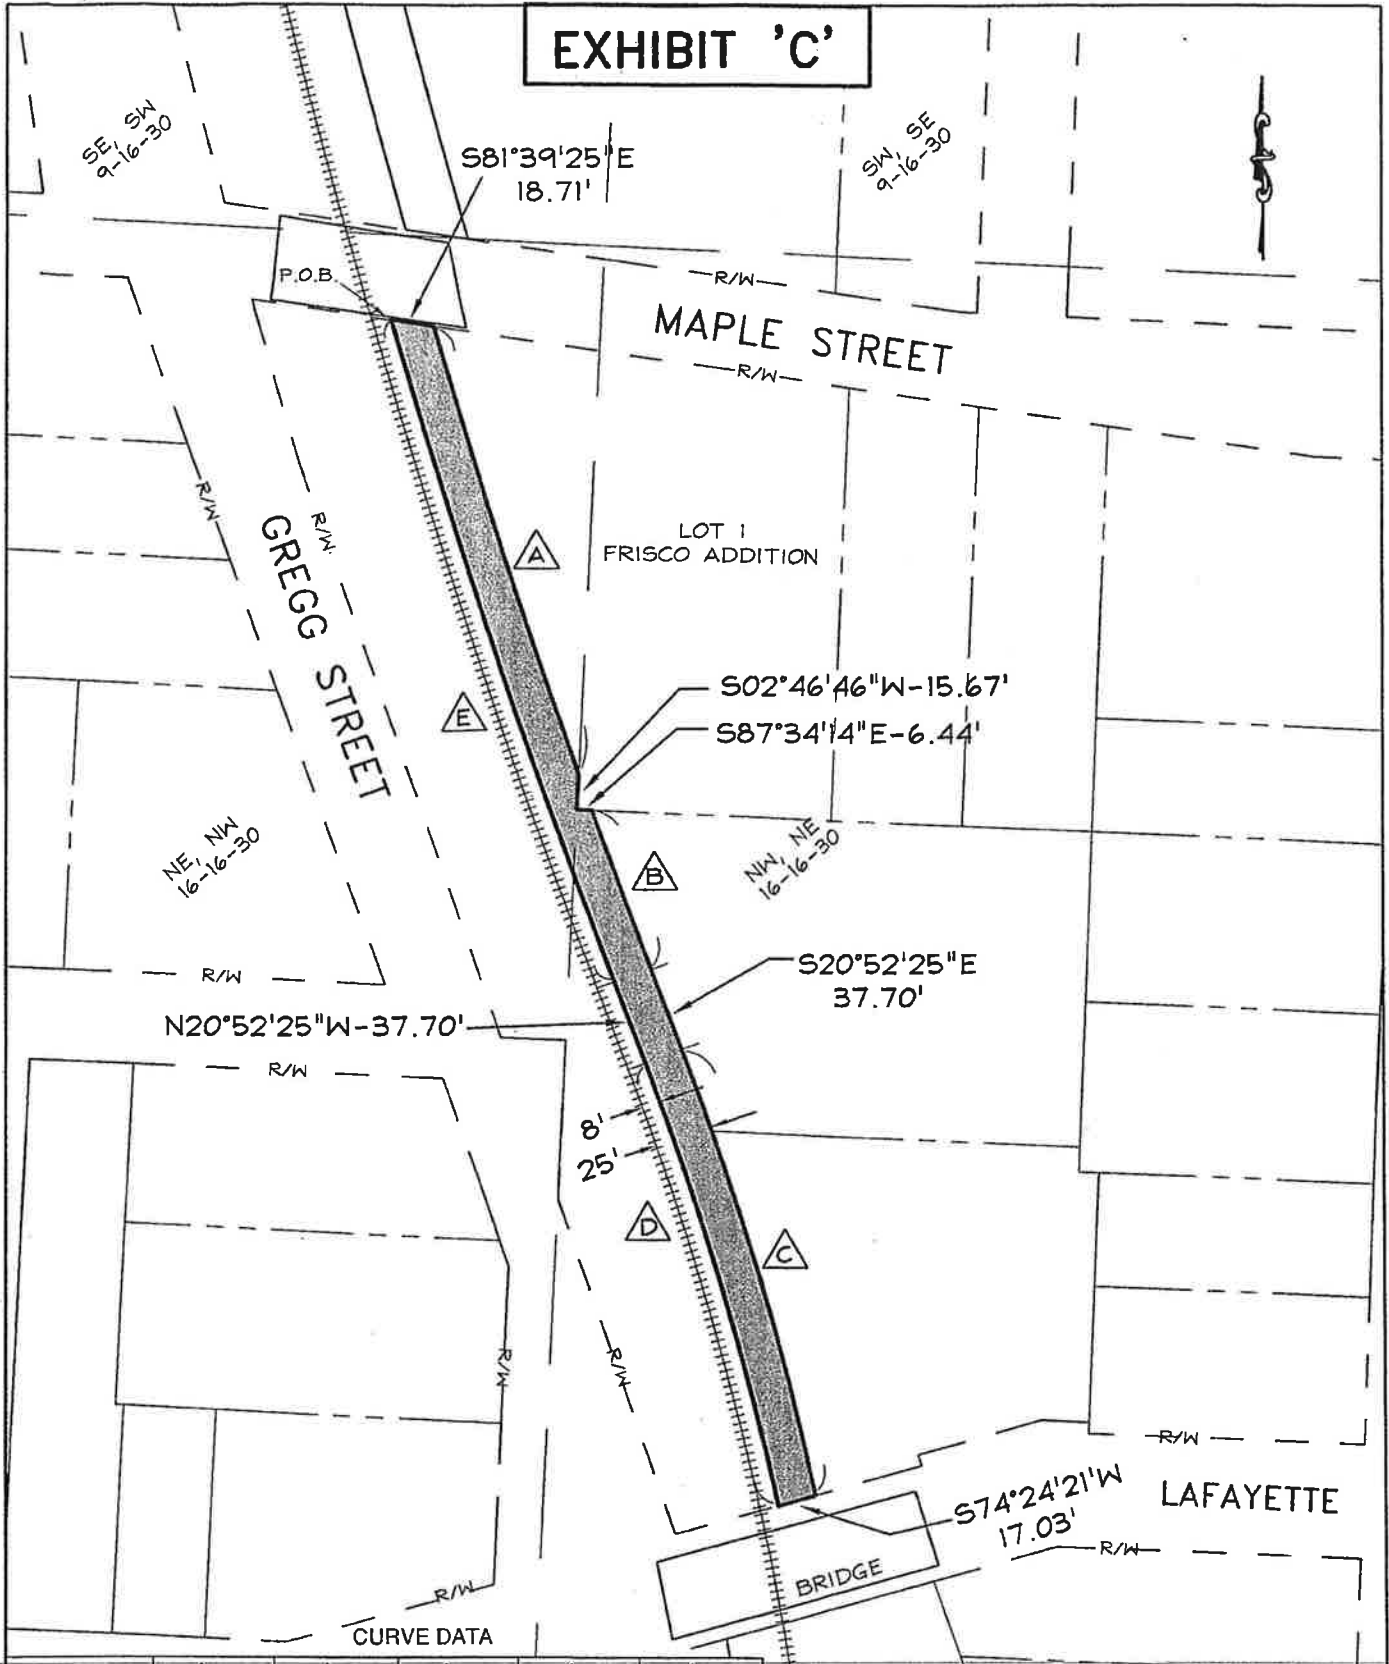 EXHIBIT 'C'
SE, SW
9-16-30
S81°39'25"E
18.71'
SW, SE
9-16-30
P.O.B.
R/W
MAPLE STREET
R/W
R/W
R/W
GREGG STREET
LOT 1
FRISCO ADDITION
A
E
S02°46'46"W-15.67'
S87°34'14"E-6.44'
NE, NW
16-16-30
NW, NE
16-16-30
B
R/W
S20°52'25"E
37.70'
N20°52'25"W-37.70'
R/W
8'
25'
D
C
R/W
R/W
R/W
S74°24'21'W
17.03'
LAFAYETTE
R/W
BRIDGE
R/W
CURVE DATA